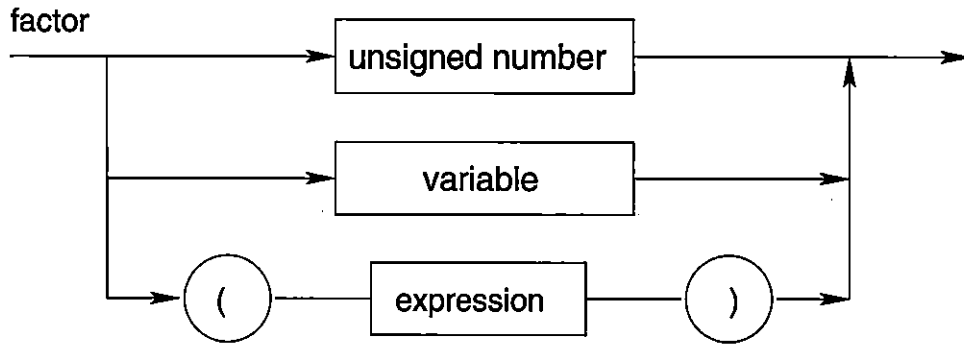 factor
unsigned number
variable
( expression )